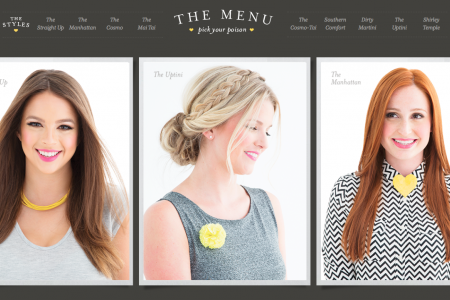 THE
STYLES
The
Straight Up
The
Manhattan
The
Cosmo
The
Mai Tai
THE MENU
pick your poison
The
Cosmo-Tai
Southern
Comfort
Dirty
Martini
The
Uptini
Shirley
Temple
Up
The Uptini
The
Manhattan